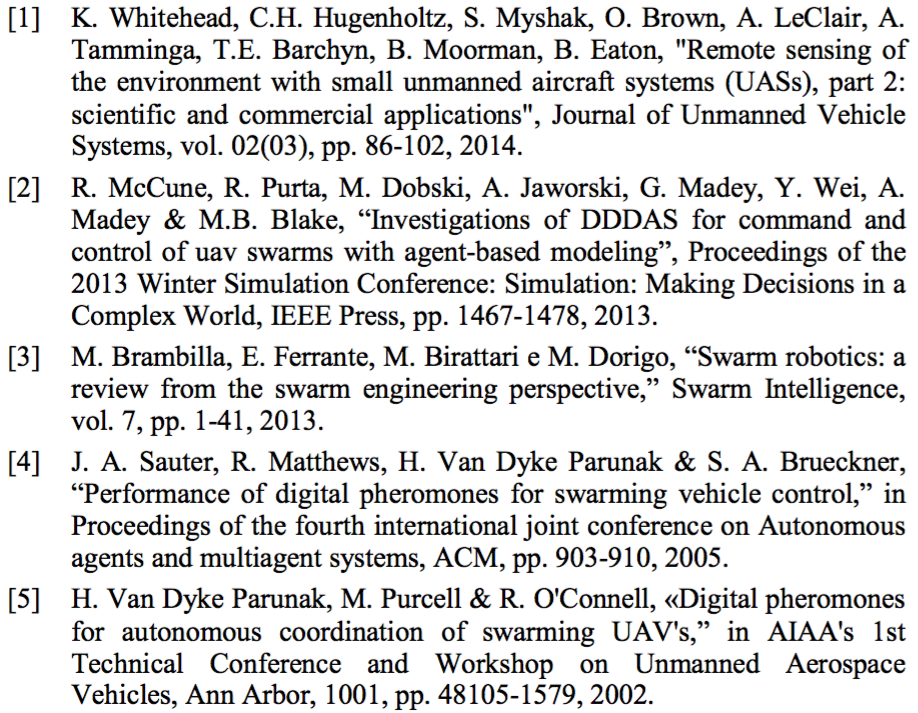 [1] K. Whitehead, C.H. Hugenholtz, S. Myshak, O. Brown, A. LeClair, A.
Tamminga, T.E. Barchyn, B. Moorman, B. Eaton, "Remote sensing of
the environment with small unmanned aircraft systems (UASs), part 2:
scientific and commercial applications", Journal of Unmanned Vehicle
Systems, vol. 02(03), pp. 86-102, 2014.
[2] R. McCune, R. Purta, M. Dobski, A. Jaworski, G. Madey, Y. Wei, A.
Madey & M.B. Blake, “Investigations of DDDAS for command and
control of uav swarms with agent-based modeling”, Proceedings of the
2013 Winter Simulation Conference: Simulation: Making Decisions in a
Complex World, IEEE Press, pp. 1467-1478, 2013.
[3] M. Brambilla, E. Ferrante, M. Birattari e M. Dorigo, “Swarm robotics: a
review from the swarm engineering perspective,” Swarm Intelligence,
vol. 7, pp. 1-41, 2013.
[4] J. A. Sauter, R. Matthews, H. Van Dyke Parunak & S. A. Brueckner,
“Performance of digital pheromones for swarming vehicle control,” in
Proceedings of the fourth international joint conference on Autonomous
agents and multiagent systems, ACM, pp. 903-910, 2005.
[5] H. Van Dyke Parunak, M. Purcell & R. O'Connell, «Digital pheromones
for autonomous coordination of swarming UAV's,” in AIAA's 1st
Technical Conference and Workshop on Unmanned Aerospace
Vehicles, Ann Arbor, 1001, pp. 48105-1579, 2002.